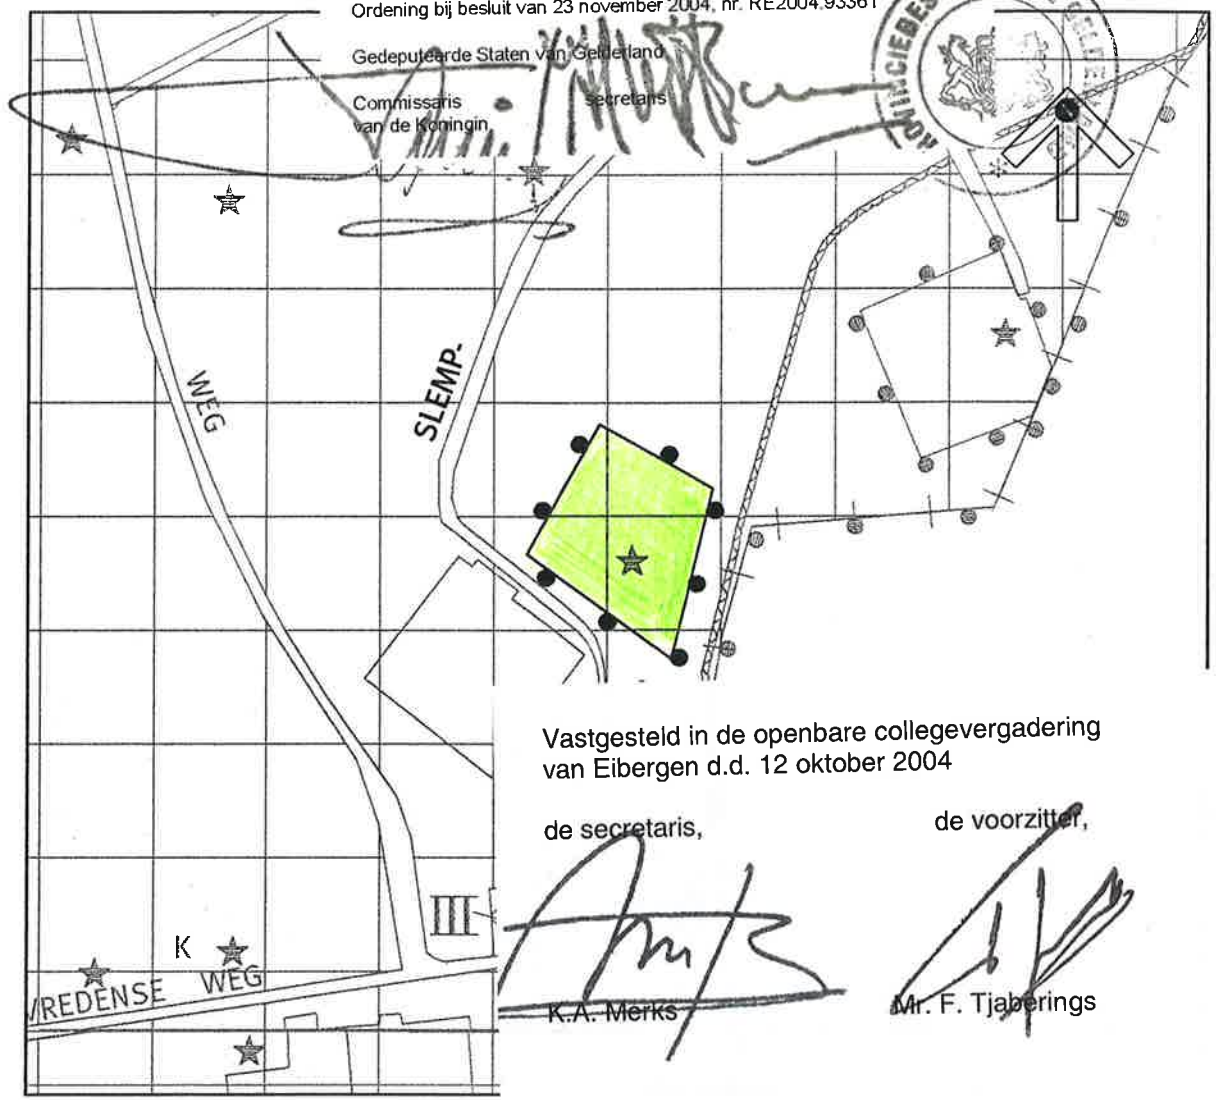 Ordening bij besluit van 23 november 2004, nr. RE2004.93361
Gedeputeerde Staten van Gelderland
Commissaris secretaris
van de Koningin
WEG
SLEMP-
Vastgesteld in de openbare collegevergadering
van Eibergen d.d. 12 oktober 2004
de secretaris, de voorzitter,
III
K
VREDENSE WEG
K.A. Merks Mr. F. Tjaberings